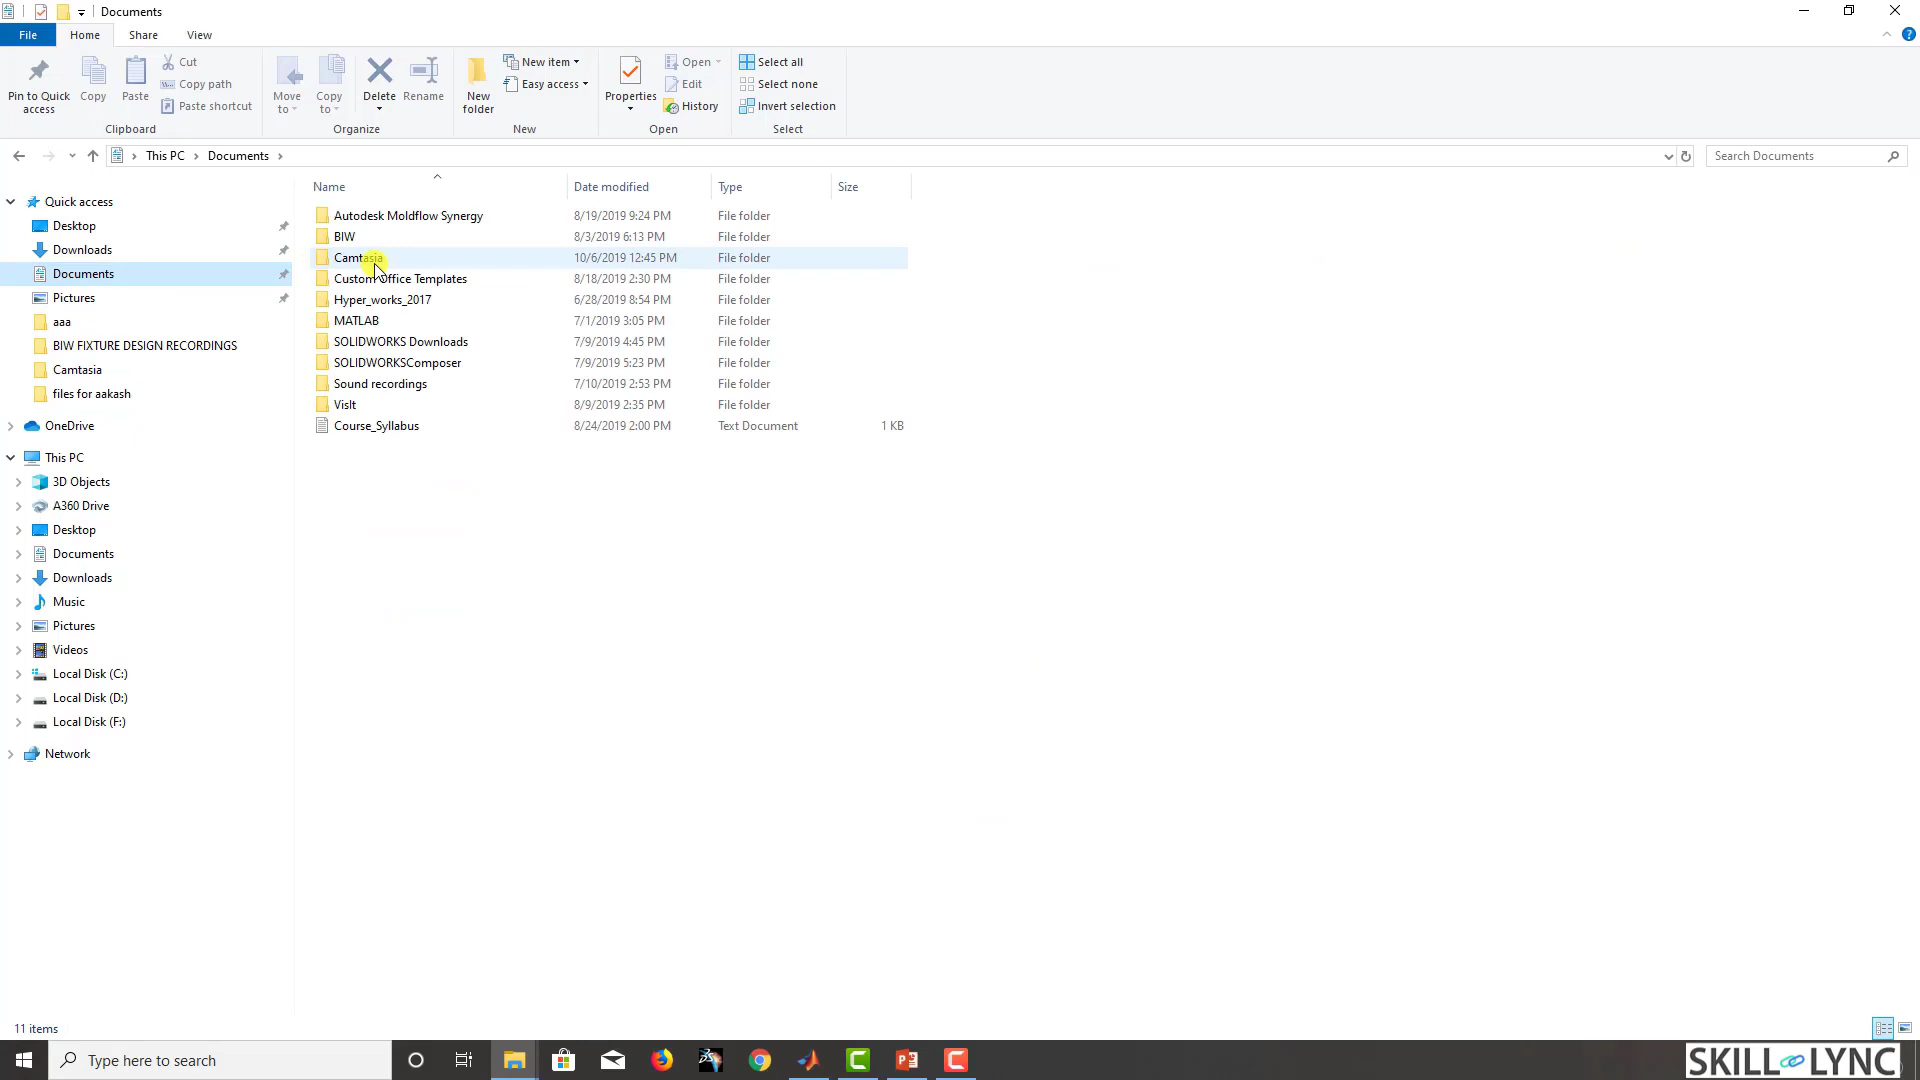 Documents
File Home Share View
Pin to Quick access
Copy
Paste
Cut
Copy path
Paste shortcut
Clipboard
Move to
Copy to
Delete
Rename
Organize
New folder
New item
Easy access
New
Properties
Open
Edit
History
Open
Select all
Select none
Invert selection
Select
This PC Documents
Search Documents
Name Date modified Type Size
Autodesk Moldflow Synergy 8/19/2019 9:24 PM File folder
BIW 8/3/2019 6:13 PM File folder
Camtasia 10/6/2019 12:45 PM File folder
Custom Office Templates 8/18/2019 2:30 PM File folder
Hyper_works_2017 6/28/2019 8:54 PM File folder
MATLAB 7/1/2019 3:05 PM File folder
SOLIDWORKS Downloads 7/9/2019 4:45 PM File folder
SOLIDWORKSComposer 7/9/2019 5:23 PM File folder
Sound recordings 7/10/2019 2:53 PM File folder
VisIt 8/9/2019 2:35 PM File folder
Course_Syllabus 8/24/2019 2:00 PM Text Document 1 KB
Quick access
Desktop
Downloads
Documents
Pictures
aaa
BIW FIXTURE DESIGN RECORDINGS
Camtasia
files for aakash
OneDrive
This PC
3D Objects
A360 Drive
Desktop
Documents
Downloads
Music
Pictures
Videos
Local Disk (C:)
Local Disk (D:)
Local Disk (F:)
Network
11 items
Type here to search
SKILL LYNC